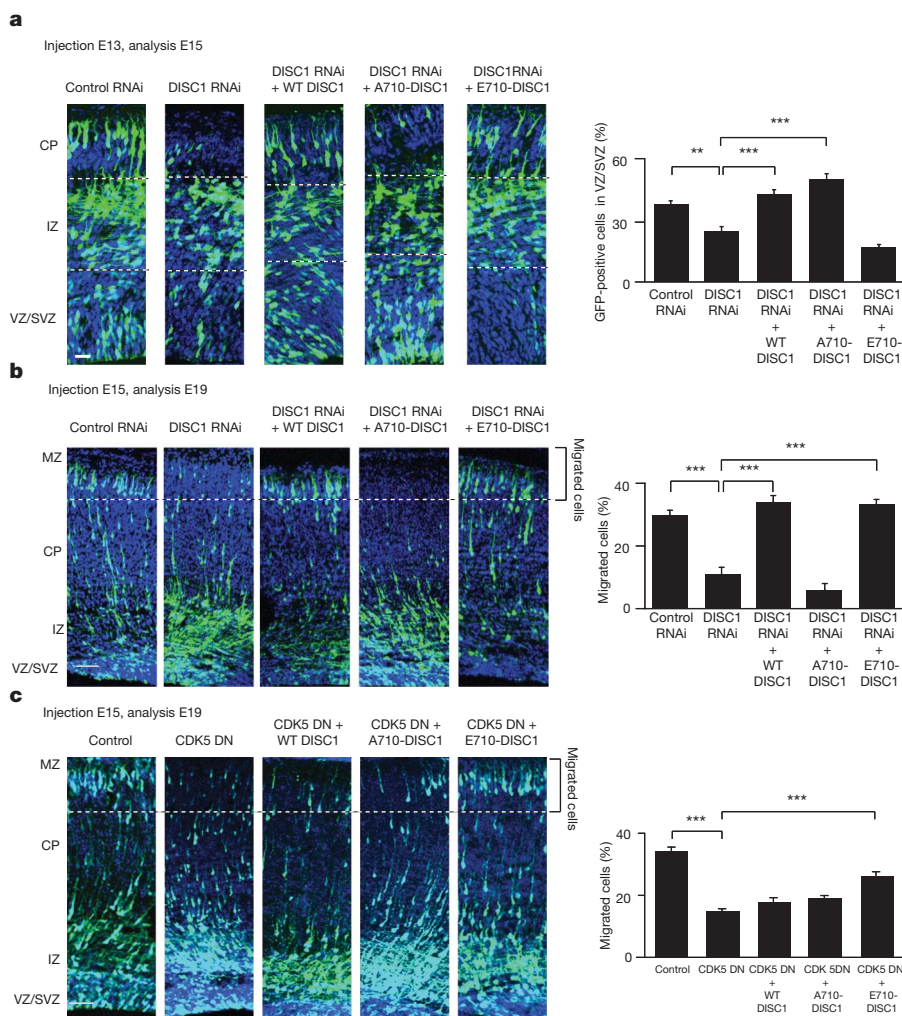 a
Injection E13, analysis E15
Control RNAi
DISC1 RNAi
DISC1 RNAi
+ WT DISC1
DISC1 RNAi
+ A710-DISC1
DISC1RNAi
+ E710-DISC1
CP
IZ
VZ/SVZ
GFP-positive cells in VZ/SVZ (%)
60
30
0
**
***
***
Control
RNAi
DISC1
RNAi
DISC1
RNAi
+
WT
DISC1
DISC1
RNAi
+
A710-
DISC1
DISC1
RNAi
+
E710-
DISC1
b
Injection E15, analysis E19
Control RNAi
DISC1 RNAi
DISC1 RNAi
+ WT DISC1
DISC1 RNAi
+ A710-DISC1
DISC1 RNAi
+ E710-DISC1
MZ
CP
IZ
VZ/SVZ
Migrated cells
Migrated cells (%)
40
20
0
***
***
***
Control
RNAi
DISC1
RNAi
DISC1
RNAi
+
WT
DISC1
DISC1
RNAi
+
A710-
DISC1
DISC1
RNAi
+
E710-
DISC1
c
Injection E15, analysis E19
Control
CDK5 DN
CDK5 DN +
WT DISC1
CDK5 DN +
A710-DISC1
CDK5 DN +
E710-DISC1
MZ
CP
IZ
VZ/SVZ
Migrated cells
Migrated cells (%)
40
20
0
***
***
Control
CDK5 DN
CDK5 DN
+
WT
DISC1
CDK 5DN
+
A710-
DISC1
CDK5 DN
+
E710-
DISC1